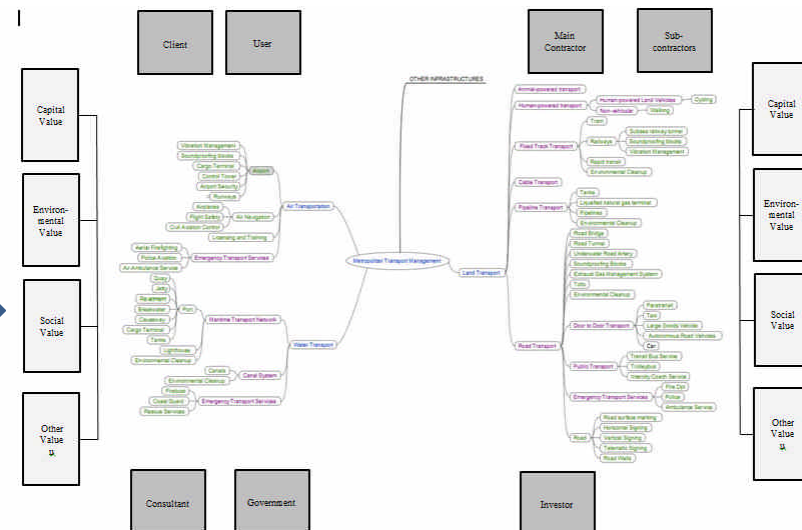 Client
User
Main
Contractor
Sub-
contractors
Capital
Value
Environ-
mental
Value
Social
Value
Other
Value
μ
OTHER INFRASTRUCTURES
Metropolitan Transport Management
Air Transportation
Airport
Vibration Management
Soundproofing blocks
Cargo Terminal
Control Tower
Airport Security
Runways
Air Navigation
Airplanes
Flight Safety
Civil Aviation Control
Licensing and Training
Emergency Transport Services
Aerial Firefighting
Police Aviation
Air Ambulance Service
Water Transport
Maritime Transport Network
Port
Quay
Jetty
Breakwater
Causeway
Cargo Terminal
Tanks
Lighthouse
Environmental Cleanup
Canal System
Canals
Environmental Cleanup
Emergency Transport Services
Fireboat
Coast Guard
Rescue Services
Land Transport
Animal-powered transport
Human-powered transport
Human-powered Land Vehicles
Cycling
Non-vehicular
Walking
Road Track Transport
Tram
Railways
Subsea railway tunnel
Soundproofing blocks
Vibration Management
Rapid transit
Environmental Cleanup
Cable Transport
Pipeline Transport
Tanks
Liquefied natural gas terminal
Pipelines
Environmental Cleanup
Road Transport
Road Bridge
Road Tunnel
Underwater Road Artery
Soundproofing Blocks
Exhaust Gas Management System
Tolls
Environmental Cleanup
Door to Door Transport
Paratransit
Taxi
Large Goods Vehicle
Autonomous Road Vehicles
Car
Public Transport
Transit Bus Service
Trolleybus
Intercity Coach Service
Emergency Transport Services
Fire Dpt
Police
Ambulance Service
Road
Road surface marking
Horizontal Signing
Vertical Signing
Telematic Signing
Road Works
Capital
Value
Environ-
mental
Value
Social
Value
Other
Value
μ
Consultant
Government
Investor